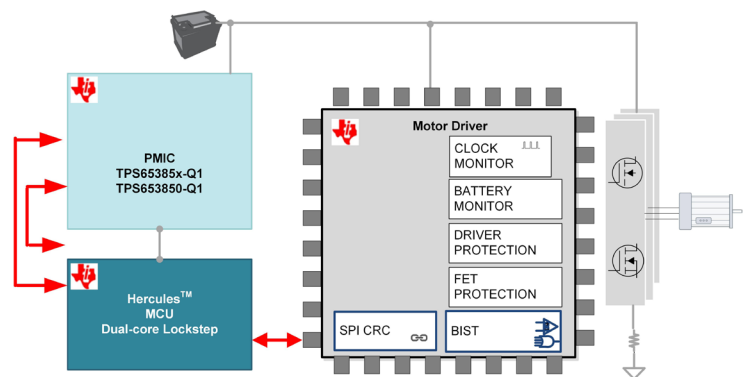 PMIC
TPS65385x-Q1
TPS653850-Q1
Hercules™
MCU
Dual-core Lockstep
Motor Driver
CLOCK
MONITOR
BATTERY
MONITOR
DRIVER
PROTECTION
FET
PROTECTION
SPI CRC
BIST